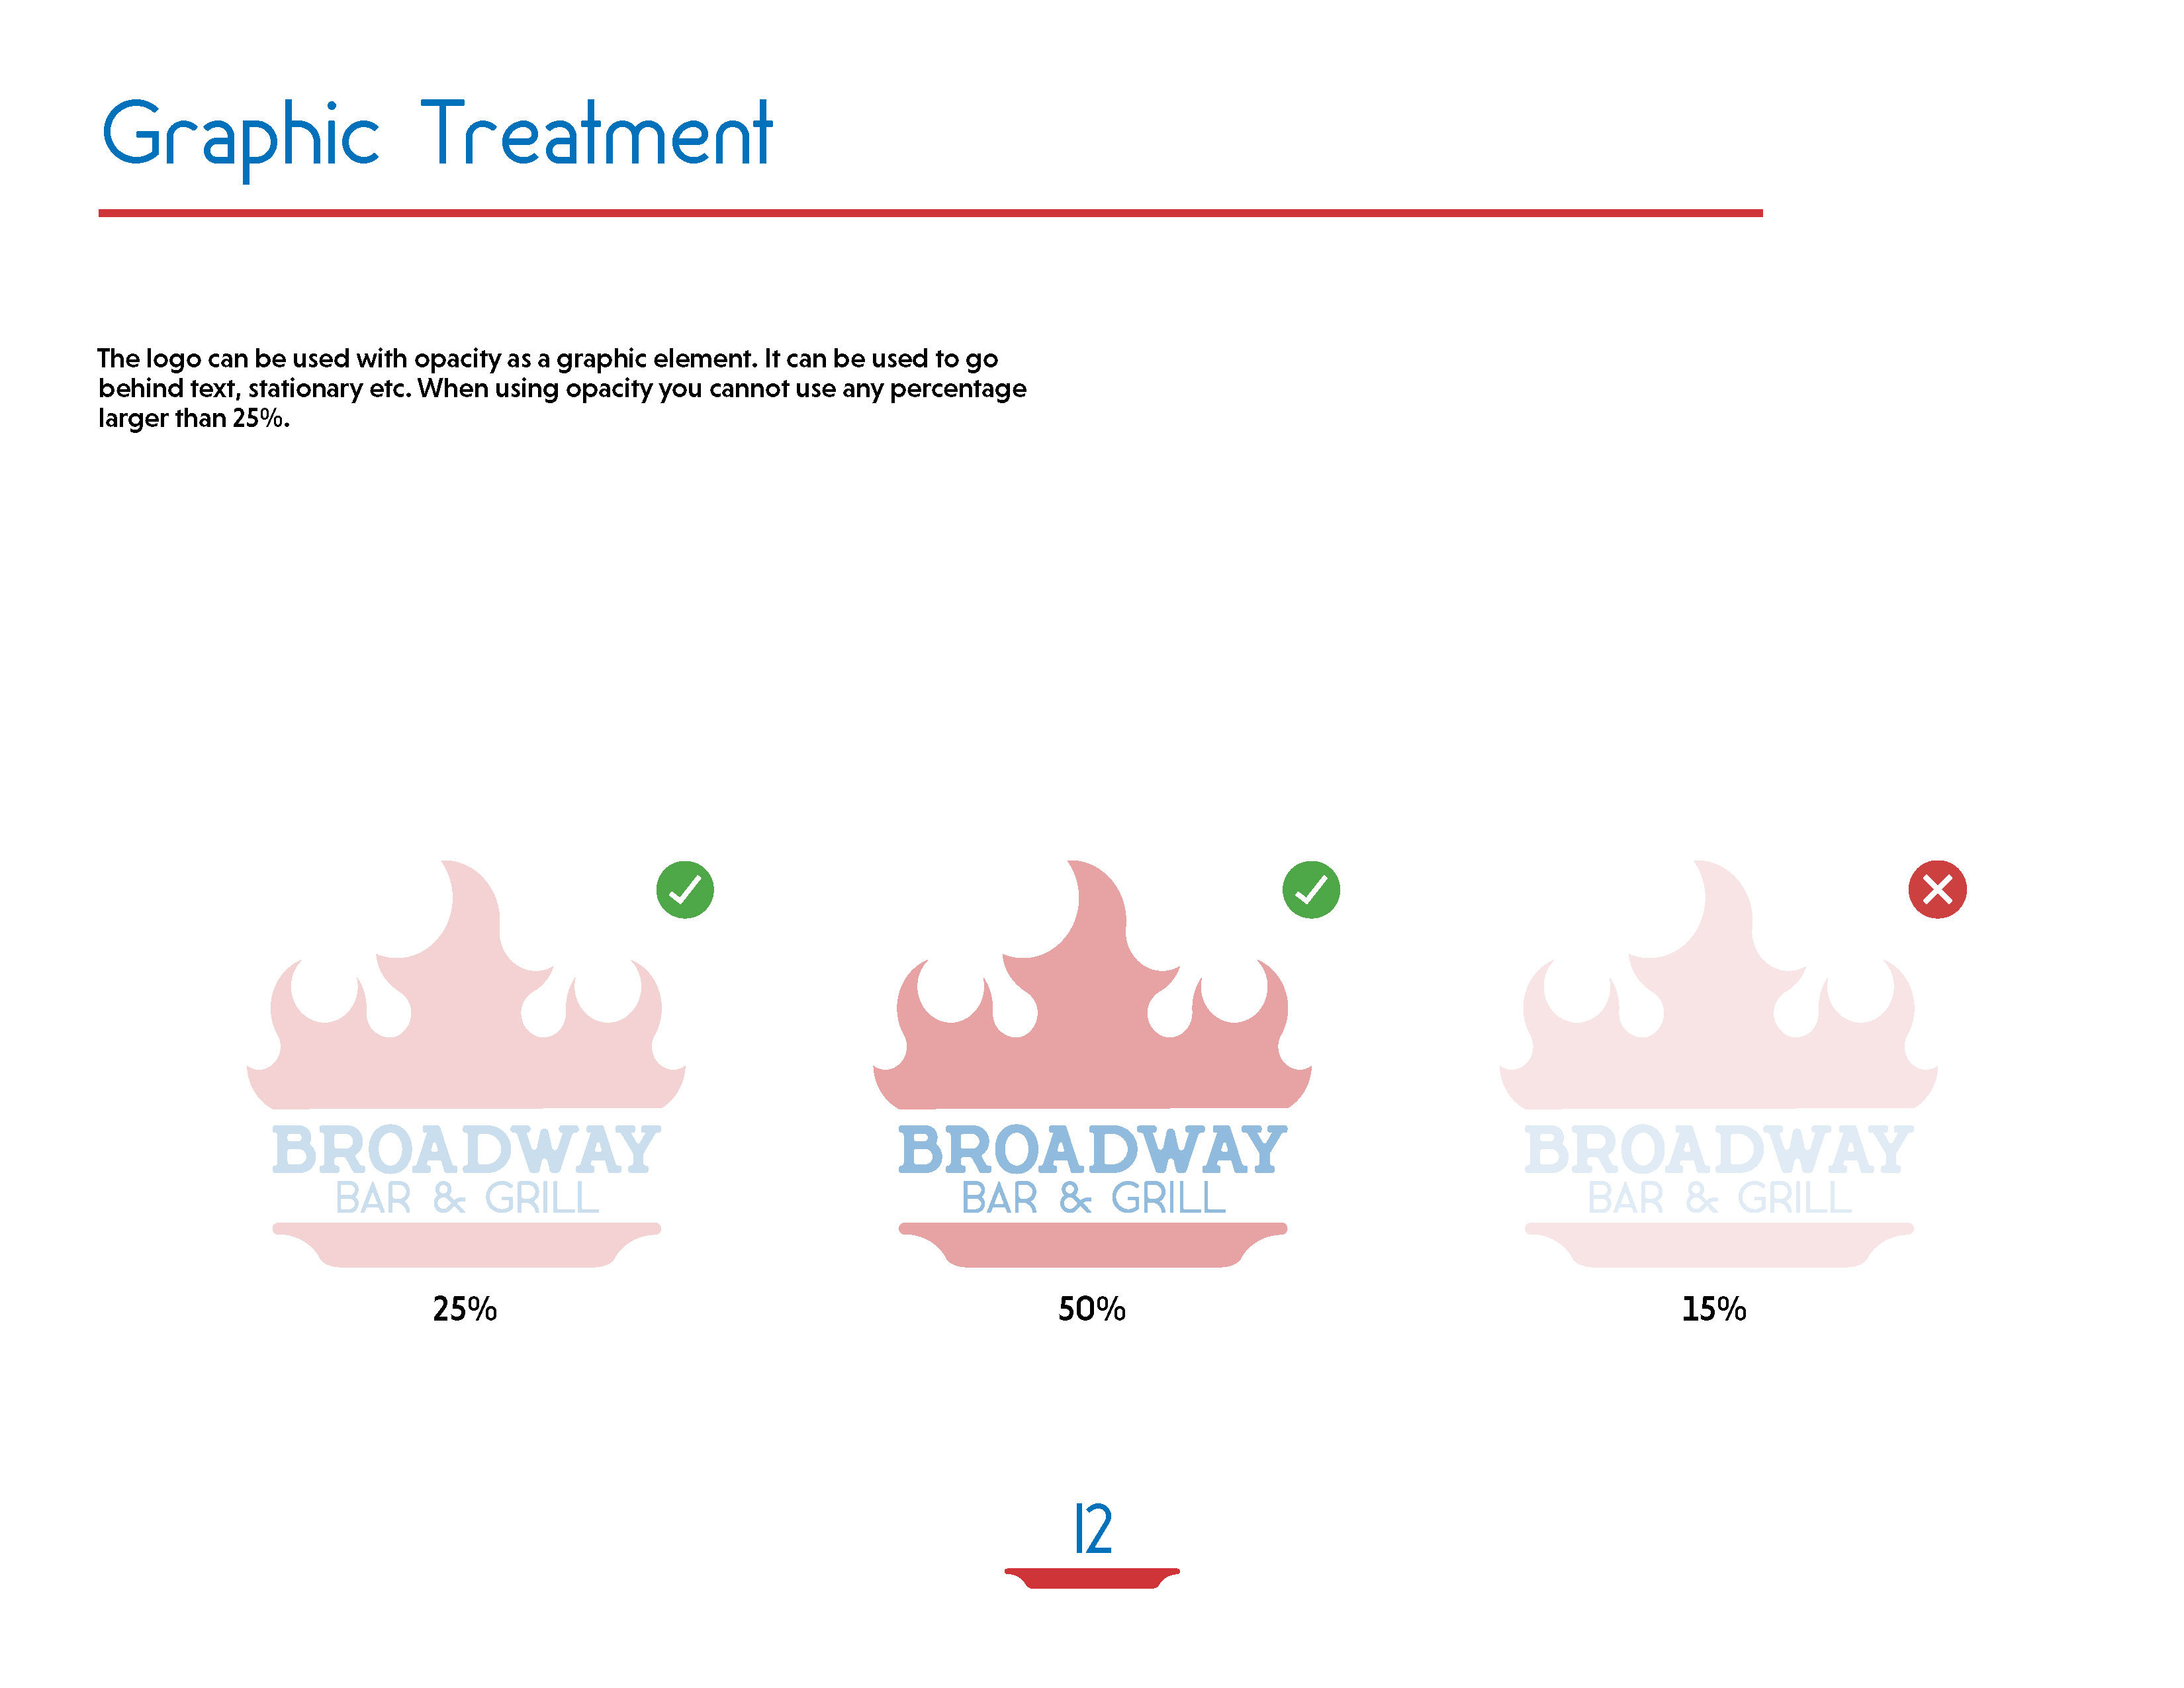 Graphic Treatment
The logo can be used with opacity as a graphic element. It can be used to go
behind text, stationary etc. When using opacity you cannot use any percentage
larger than 25%.
BROADWAY
BAR & GRILL
25%
BROADWAY
BAR & GRILL
50%
BROADWAY
BAR & GRILL
15%
12